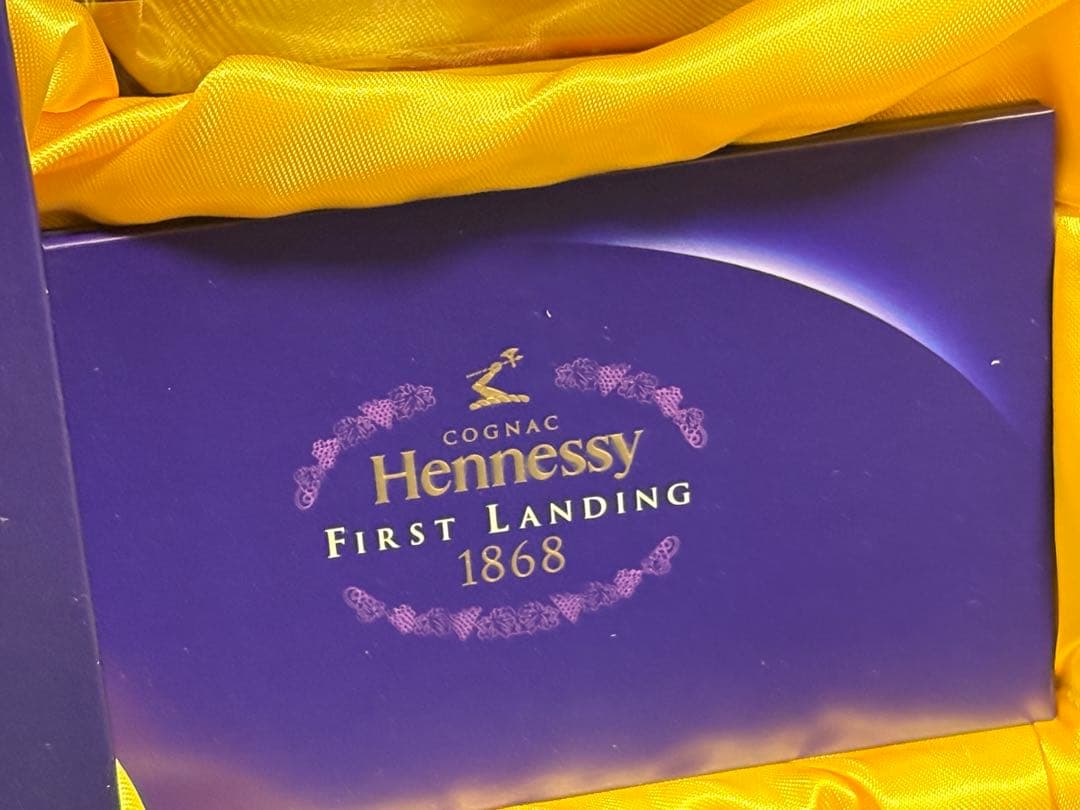 COGNAC
Hennessy
FIRST LANDING
1868